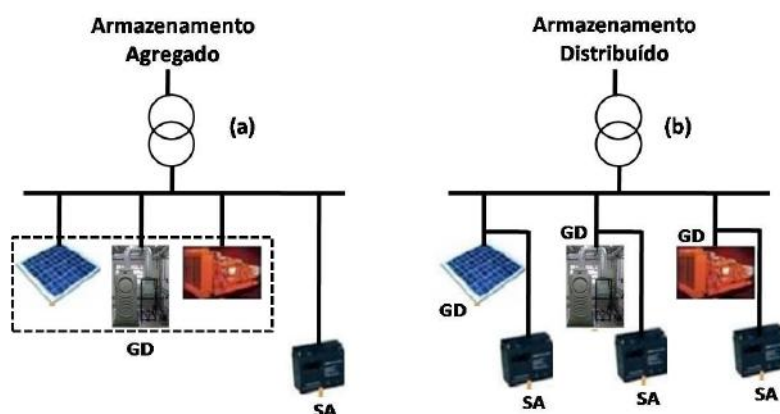 Armazenamento
Agregado
(a)
GD
SA
Armazenamento
Distribuído
(b)
GD
GD
GD
SA
SA
SA